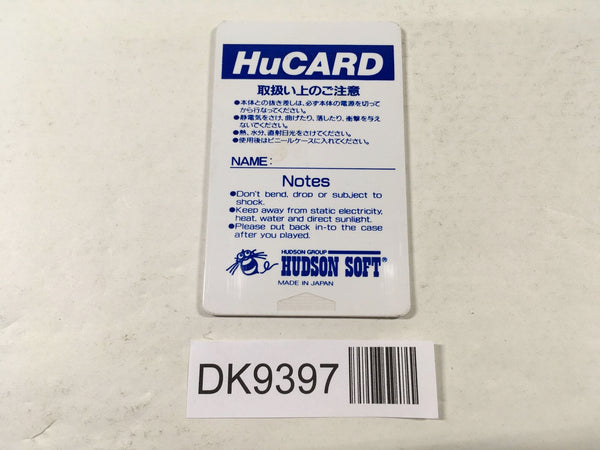 HuCARD
取扱い上のご注意
●本体との抜き差しは、必ず本体の電源を切って
から行なってください。
●静電気をさけ、曲げたり、落したり、衝撃を与え
ないでください。
●熱、水分、直射日光をさけてください。
●使用後はビニールケースに入れてください。
NAME:
Notes
●Don't bend, drop or subject to
shock.
●Keep away from static electricity,
heat, water and direct sunlight.
●Please put back in-to the case
after you played.
HUDSON GROUP
HUDSON SOFT®
MADE IN JAPAN
DK9397